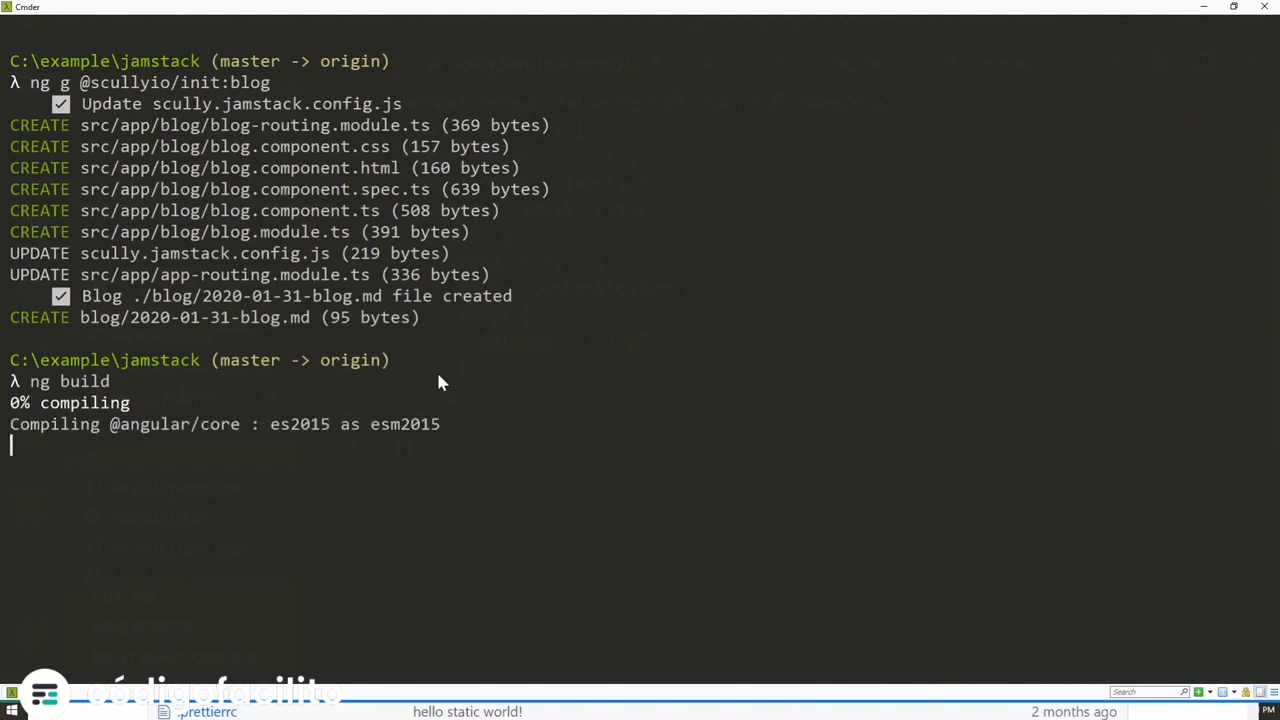 Cmder
C:\example\jamstack (master -> origin)
λ ng g @scullyio/init:blog
✓ Update scully.jamstack.config.js
CREATE src/app/blog/blog-routing.module.ts (369 bytes)
CREATE src/app/blog/blog.component.css (157 bytes)
CREATE src/app/blog/blog.component.html (160 bytes)
CREATE src/app/blog/blog.component.spec.ts (639 bytes)
CREATE src/app/blog/blog.component.ts (508 bytes)
CREATE src/app/blog/blog.module.ts (391 bytes)
UPDATE scully.jamstack.config.js (219 bytes)
UPDATE src/app/app-routing.module.ts (336 bytes)
✓ Blog ./blog/2020-01-31-blog.md file created
CREATE blog/2020-01-31-blog.md (95 bytes)
C:\example\jamstack (master -> origin)
λ ng build
0% compiling
Compiling @angular/core : es2015 as esm2015
códigofacilito
Search
.prettierrc hello static world! 2 months ago PM